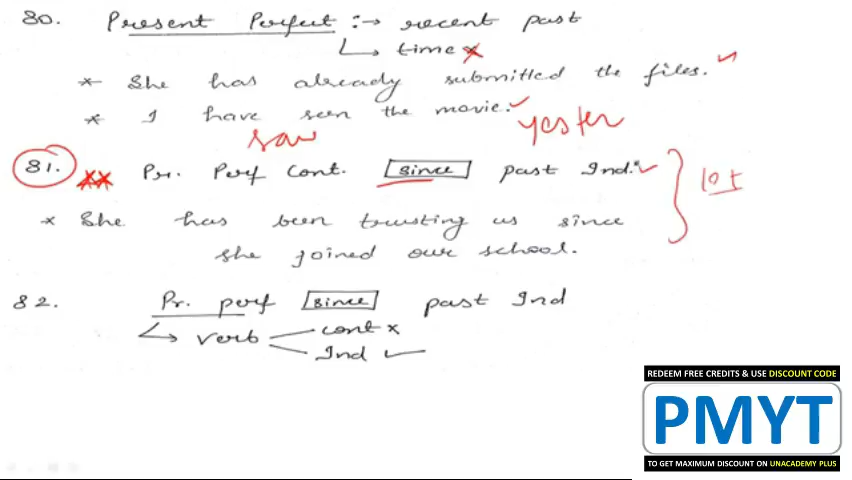 80. Present Perfect :→ recent past
↳ time x
* She has already submitted the files. ✓
* I have seen the movie. ✓
saw yester
81. ** Pr. Perf Cont. since past Ind. ✓
10+
* She has been trusting us since
she joined our school.
82. Pr. perf since past Ind
↳ verb cont x
Ind ✓
REDEEM FREE CREDITS & USE DISCOUNT CODE
PMYT
TO GET MAXIMUM DISCOUNT ON UNACADEMY PLUS